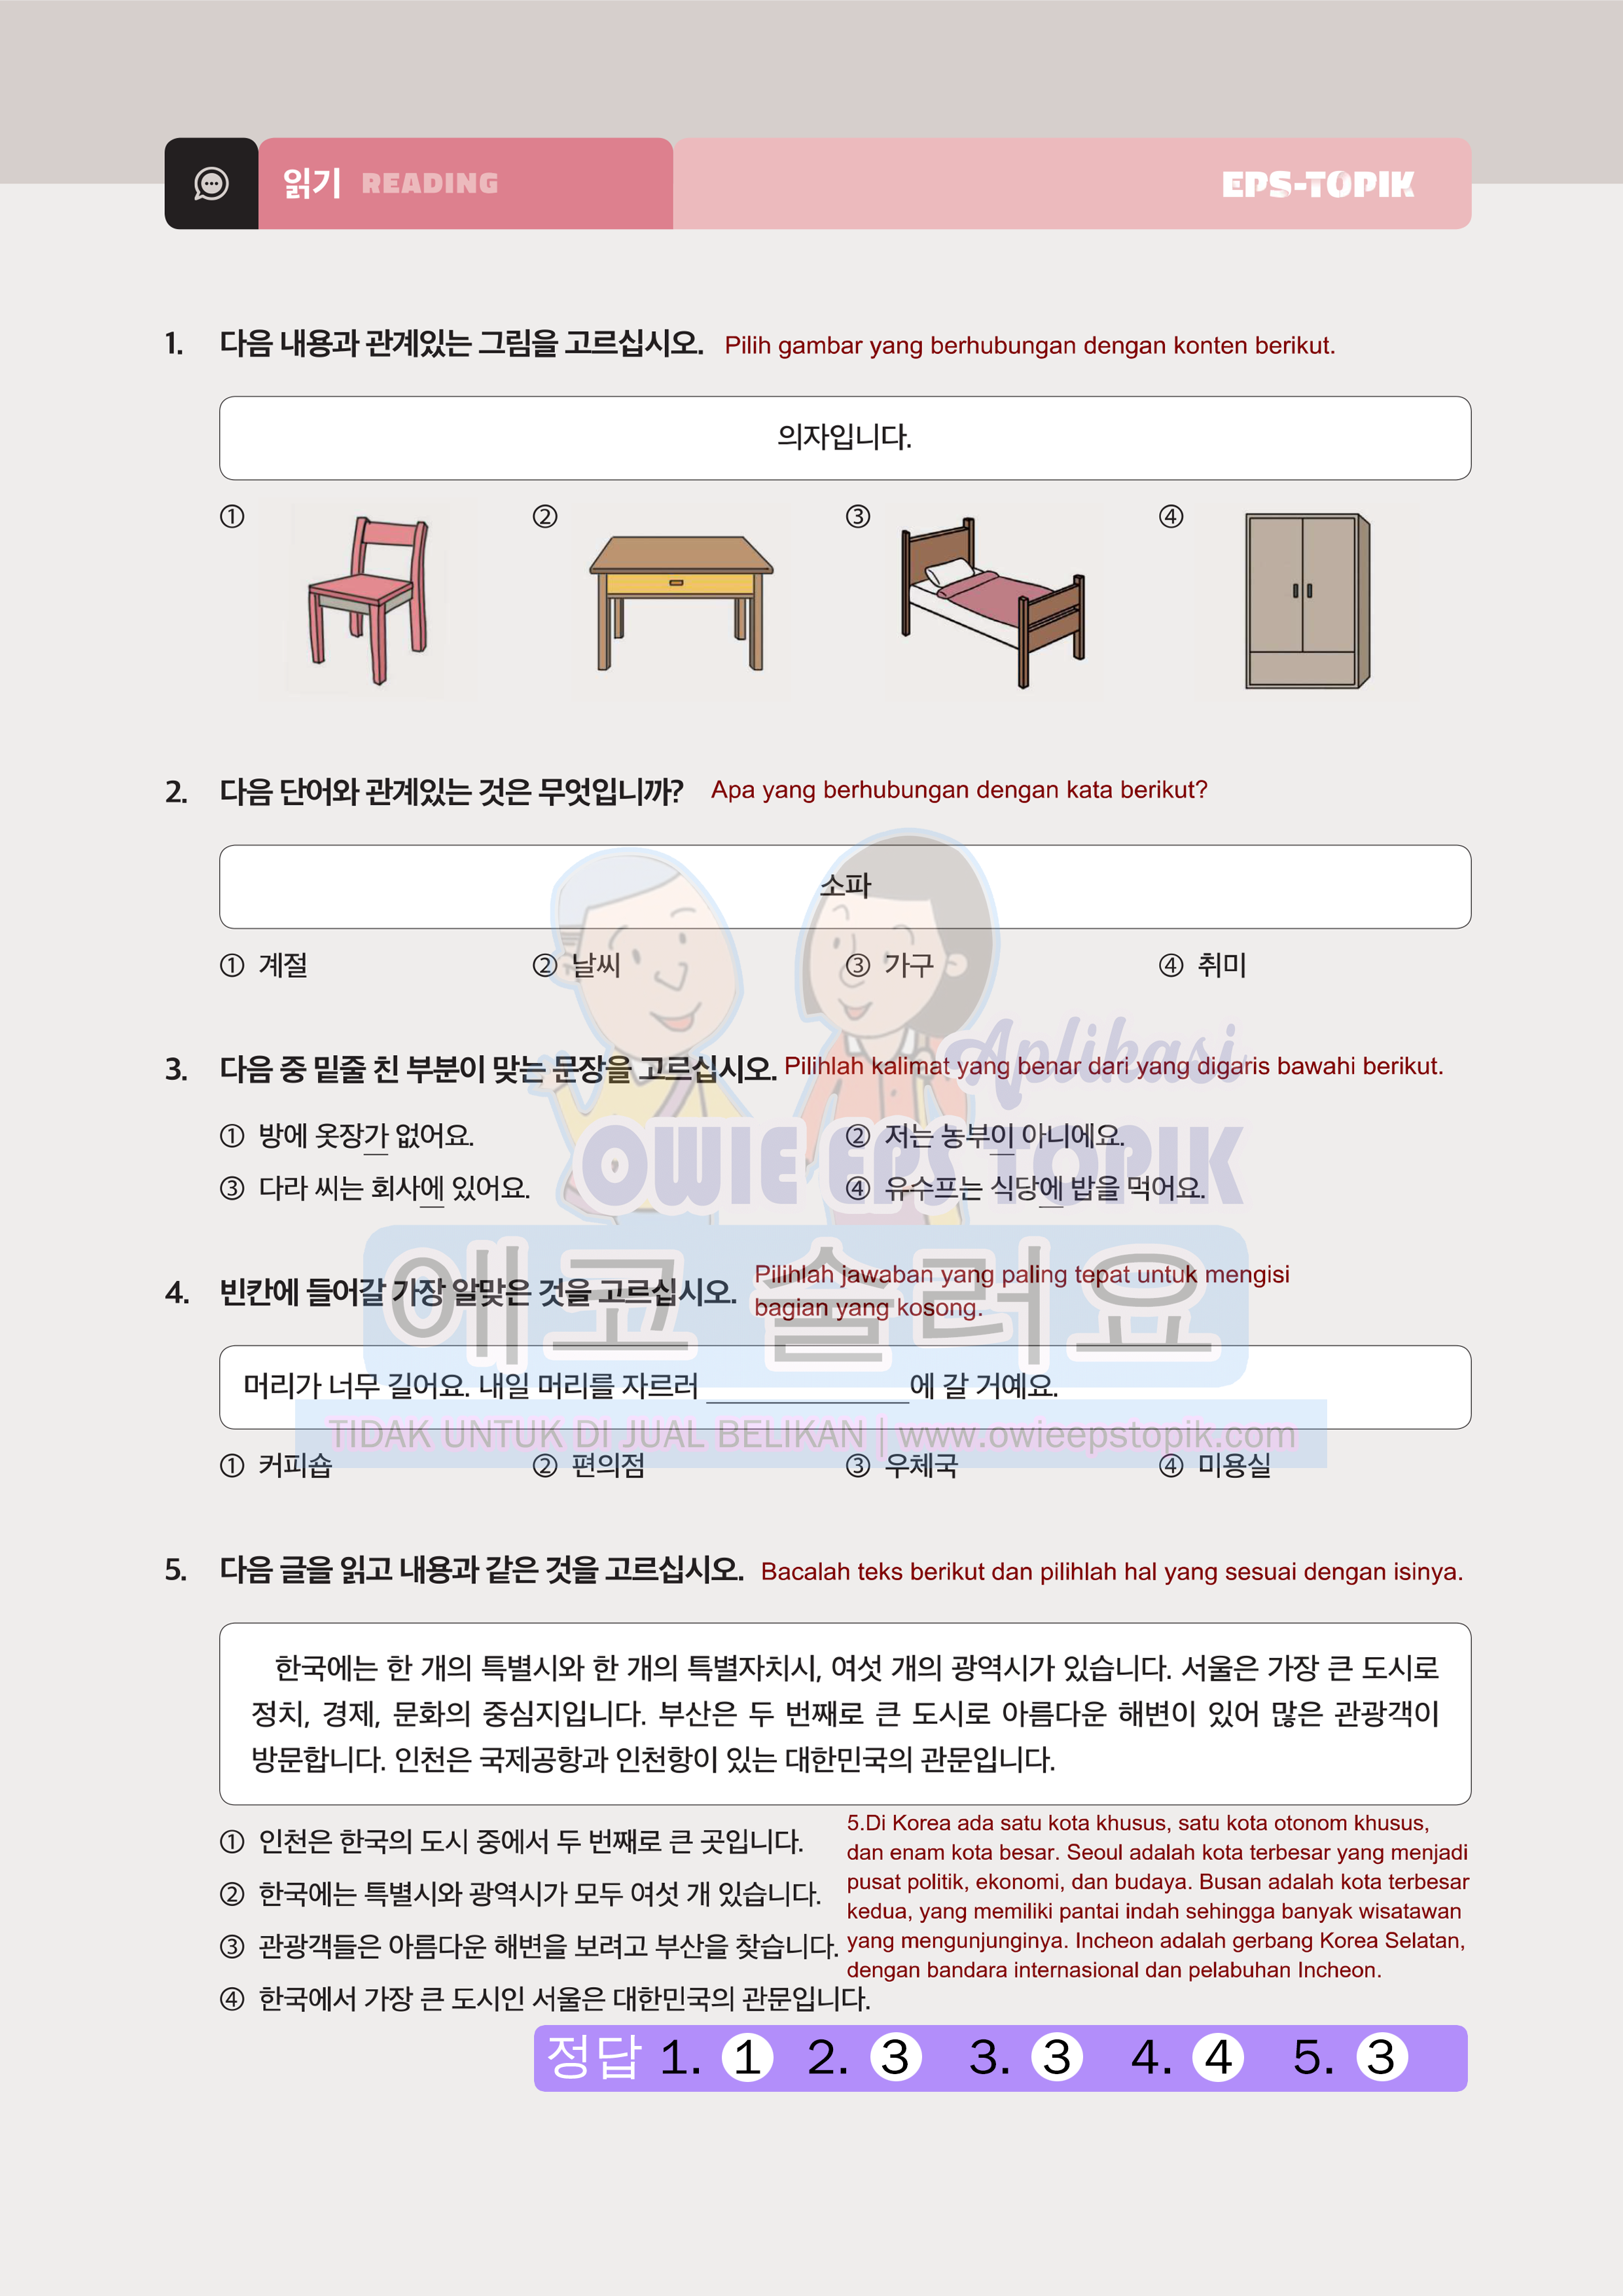 읽기 READING
EPS-TOPIK
1. 다음 내용과 관계있는 그림을 고르십시오. Pilih gambar yang berhubungan dengan konten berikut.
의자입니다.
① ② ③ ④
2. 다음 단어와 관계있는 것은 무엇입니까? Apa yang berhubungan dengan kata berikut?
소파
① 계절 ② 날씨 ③ 가구 ④ 취미
3. 다음 중 밑줄 친 부분이 맞는 문장을 고르십시오. Pilihlah kalimat yang benar dari yang digaris bawahi berikut.
Aplikasi
① 방에 옷장가 없어요. ② 저는 농부이 아니에요.
OWIE EPS TOPIK
③ 다라 씨는 회사에 있어요. ④ 유수프는 식당에 밥을 먹어요.
애코 슬러요
4. 빈칸에 들어갈 가장 알맞은 것을 고르십시오. Pilihlah jawaban yang paling tepat untuk mengisi
bagian yang kosong.
머리가 너무 길어요. 내일 머리를 자르러 ____________에 갈 거예요.
TIDAK UNTUK DI JUAL BELIKAN | www.owieepstopik.com
① 커피숍 ② 편의점 ③ 우체국 ④ 미용실
5. 다음 글을 읽고 내용과 같은 것을 고르십시오. Bacalah teks berikut dan pilihlah hal yang sesuai dengan isinya.
한국에는 한 개의 특별시와 한 개의 특별자치시, 여섯 개의 광역시가 있습니다. 서울은 가장 큰 도시로
정치, 경제, 문화의 중심지입니다. 부산은 두 번째로 큰 도시로 아름다운 해변이 있어 많은 관광객이
방문합니다. 인천은 국제공항과 인천항이 있는 대한민국의 관문입니다.
① 인천은 한국의 도시 중에서 두 번째로 큰 곳입니다.
② 한국에는 특별시와 광역시가 모두 여섯 개 있습니다.
③ 관광객들은 아름다운 해변을 보려고 부산을 찾습니다.
④ 한국에서 가장 큰 도시인 서울은 대한민국의 관문입니다.
5.Di Korea ada satu kota khusus, satu kota otonom khusus,
dan enam kota besar. Seoul adalah kota terbesar yang menjadi
pusat politik, ekonomi, dan budaya. Busan adalah kota terbesar
kedua, yang memiliki pantai indah sehingga banyak wisatawan
yang mengunjunginya. Incheon adalah gerbang Korea Selatan,
dengan bandara internasional dan pelabuhan Incheon.
정답 1. 1 2. 3 3. 3 4. 4 5. 3